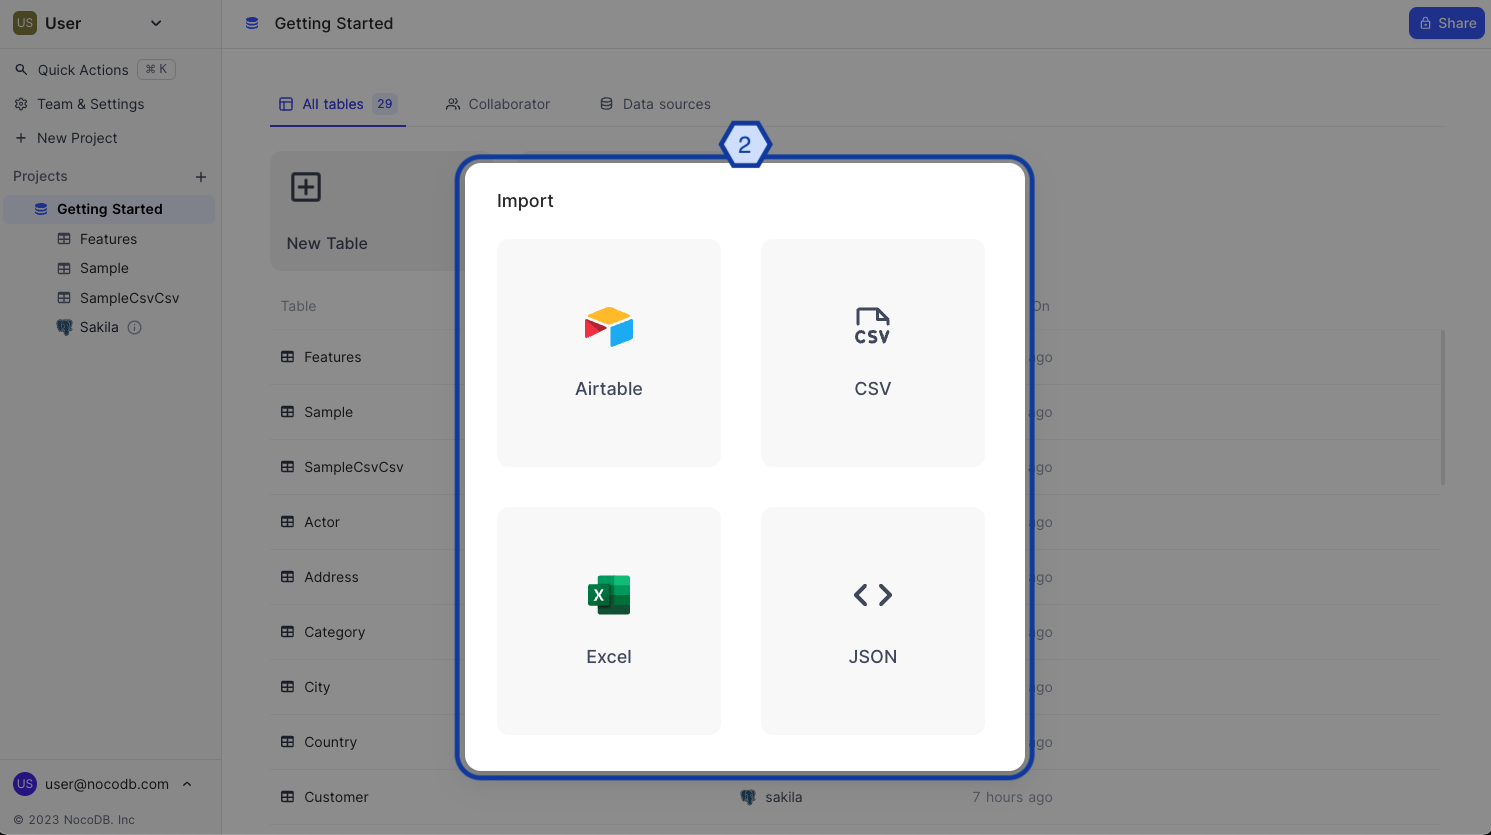 US User
Getting Started
Share
Quick Actions ⌘ K
Team & Settings
New Project
Projects
Getting Started
Features
Sample
SampleCsvCsv
Sakila
All tables 29
Collaborator
Data sources
2
New Table
Import
Airtable
CSV
CSV
X
Excel
JSON
Table
On
Features
ago
Sample
ago
SampleCsvCsv
ago
Actor
ago
Address
ago
Category
ago
City
ago
Country
ago
Customer sakila 7 hours ago
US user@nocodb.com
© 2023 NocoDB. Inc